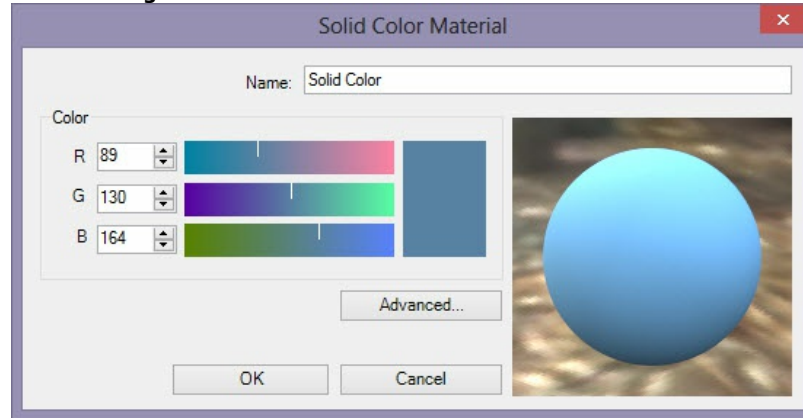 Solid Color Material
Name: Solid Color
Color
R 89
G 130
B 164
Advanced...
OK Cancel